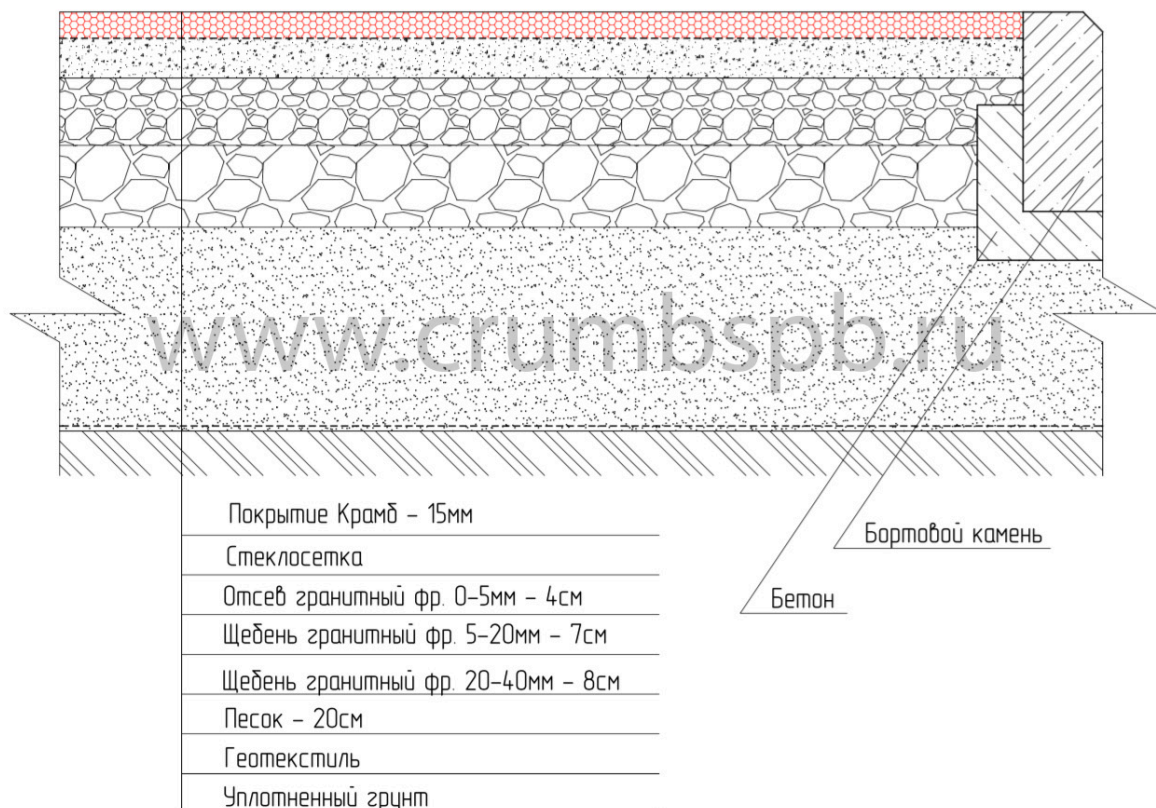 www.crumbspb.ru
Покрытие Крамб – 15мм
Стеклосетка
Отсев гранитный фр. 0–5мм – 4см
Щебень гранитный фр. 5–20мм – 7см
Щебень гранитный фр. 20–40мм – 8см
Песок – 20см
Геотекстиль
Уплотненный грунт
Бортовой камень
Бетон